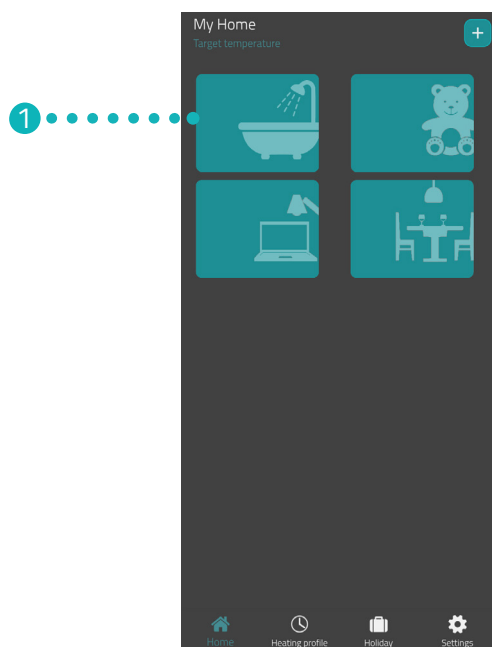 My Home
Target temperature
+
1
Home
Heating profile
Holiday
Settings